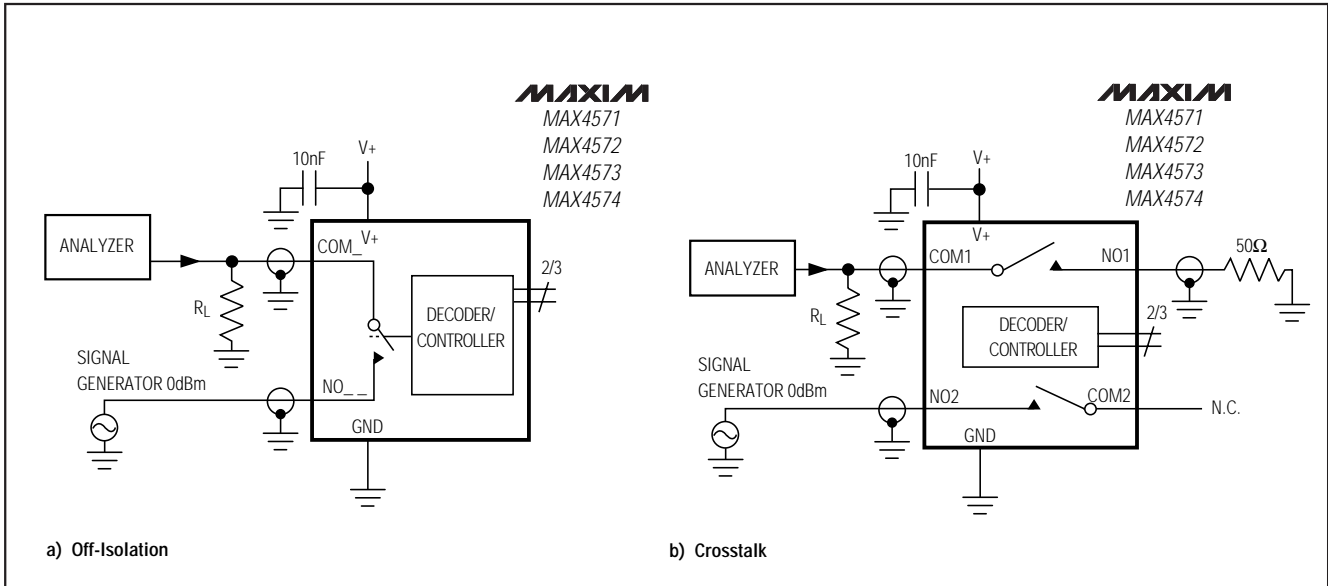 MAXIM
MAX4571
MAX4572
MAX4573
MAX4574
10nF
V+
ANALYZER
COM_
V+
2/3
RL
DECODER/
CONTROLLER
SIGNAL
GENERATOR 0dBm
NO_ _
GND
a) Off-Isolation
MAXIM
MAX4571
MAX4572
MAX4573
MAX4574
10nF
V+
V+
50Ω
ANALYZER
COM1
NO1
2/3
RL
DECODER/
CONTROLLER
SIGNAL
GENERATOR 0dBm
NO2
COM2
N.C.
GND
b) Crosstalk